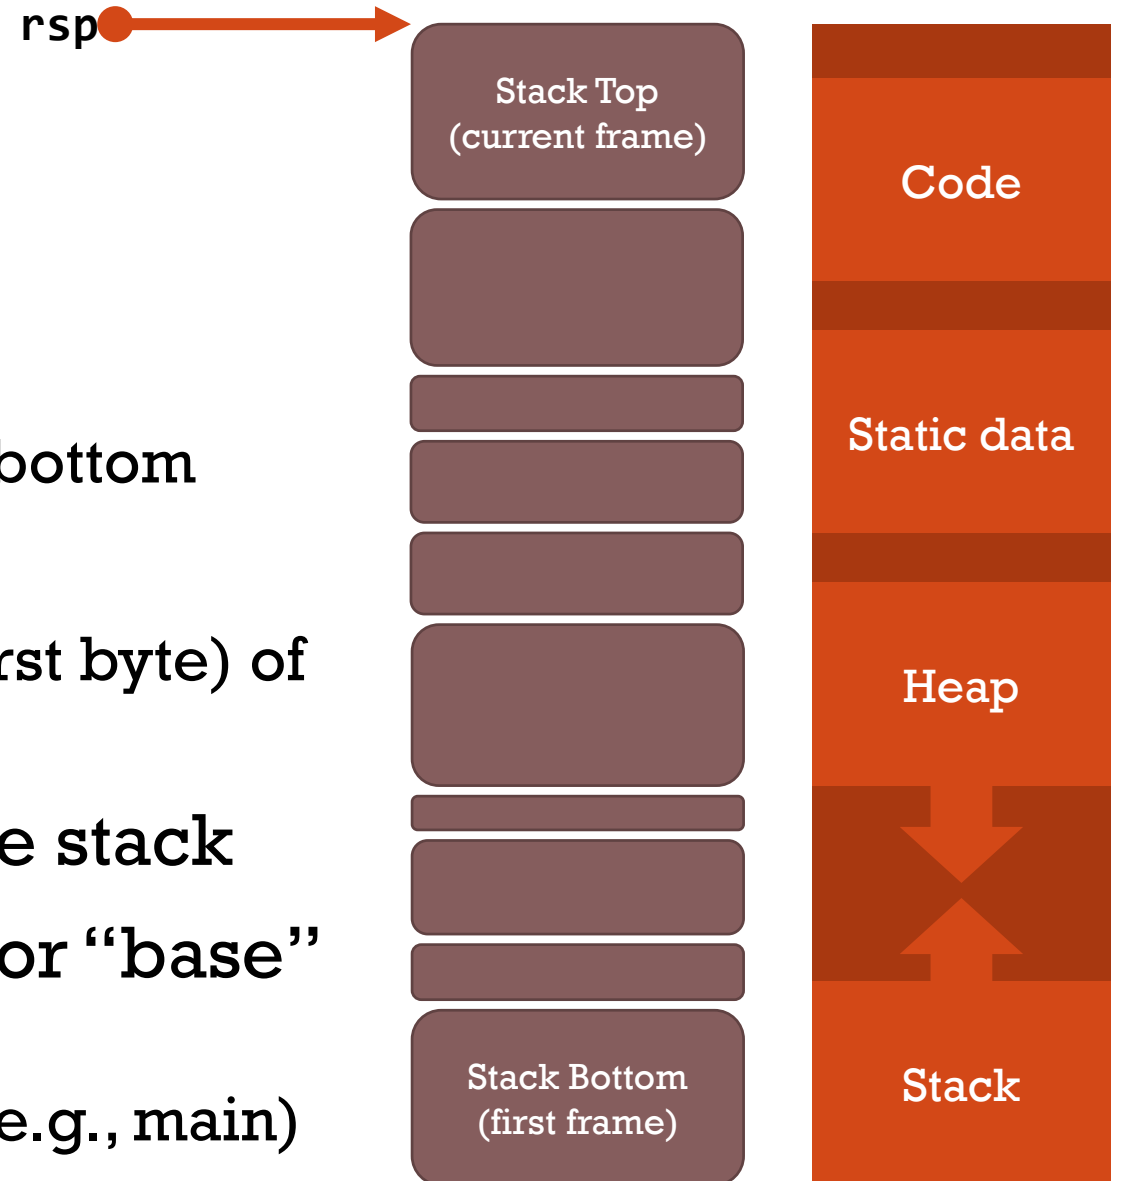 rsp
bottom
rst byte) of
e stack
or “base”
e.g., main)
Stack Top
(current frame)
Stack Bottom
(first frame)
Code
Static data
Heap
Stack